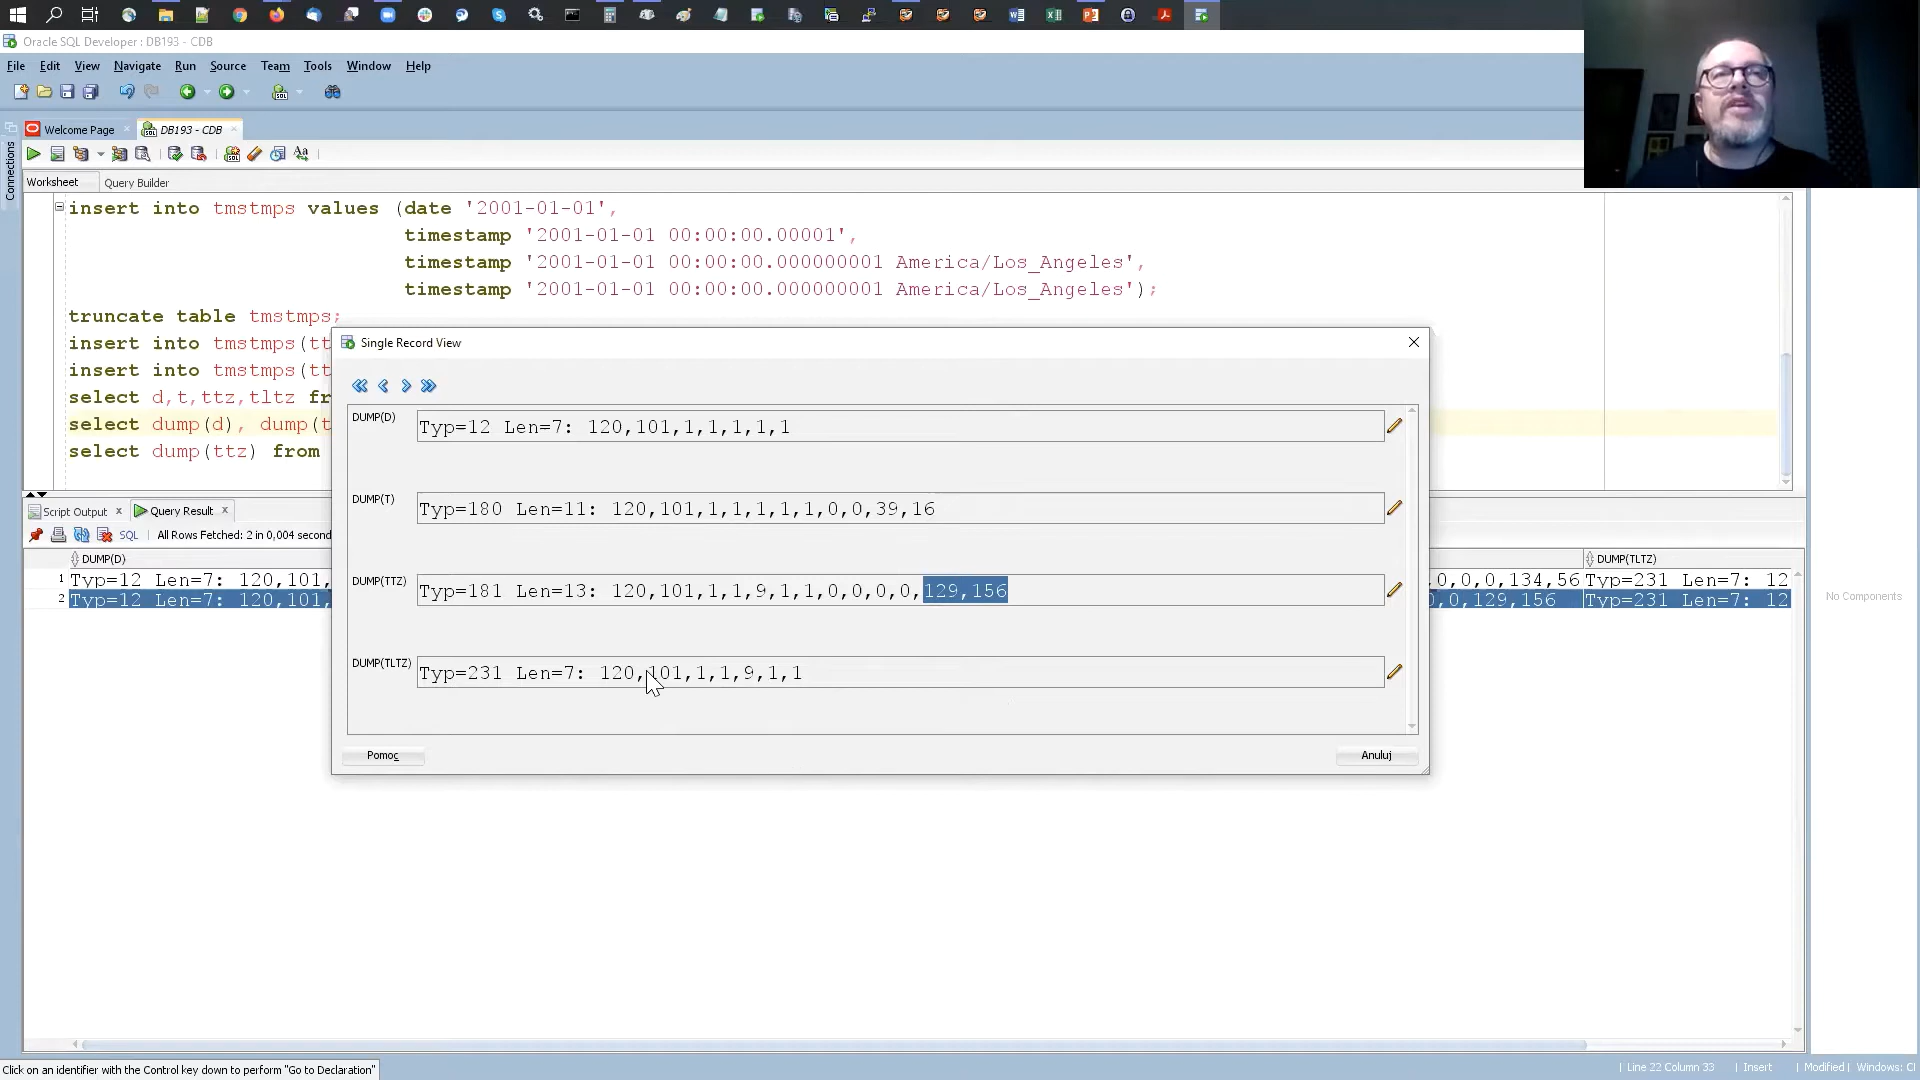 Oracle SQL Developer : DB193 - CDB
File Edit View Navigate Run Source Team Tools Window Help
Welcome Page
DB193 - CDB
Connections
Worksheet Query Builder
insert into tmstmps values (date '2001-01-01',
timestamp '2001-01-01 00:00:00.00001',
timestamp '2001-01-01 00:00:00.000000001 America/Los_Angeles',
timestamp '2001-01-01 00:00:00.000000001 America/Los_Angeles');
truncate table tmstmps;
insert into tmstmps(tt
insert into tmstmps(tt
select d,t,ttz,tltz fr
select dump(d), dump(t
select dump(ttz) from
Single Record View
DUMP(D) Typ=12 Len=7: 120,101,1,1,1,1,1
DUMP(T) Typ=180 Len=11: 120,101,1,1,1,1,1,0,0,39,16
DUMP(TTZ) Typ=181 Len=13: 120,101,1,1,9,1,1,0,0,0,0,129,156
DUMP(TLTZ) Typ=231 Len=7: 120,101,1,1,9,1,1
Pomoc Anuluj
Script Output Query Result
SQL All Rows Fetched: 2 in 0,004 second
DUMP(D) DUMP(TLTZ)
1 Typ=12 Len=7: 120,101, 0,0,0,134,56 Typ=231 Len=7: 12
2 Typ=12 Len=7: 120,101, 0,0,129,156 Typ=231 Len=7: 12
No Components
Click on an identifier with the Control key down to perform "Go to Declaration"
Line 22 Column 33 Insert Modified Windows: Cl